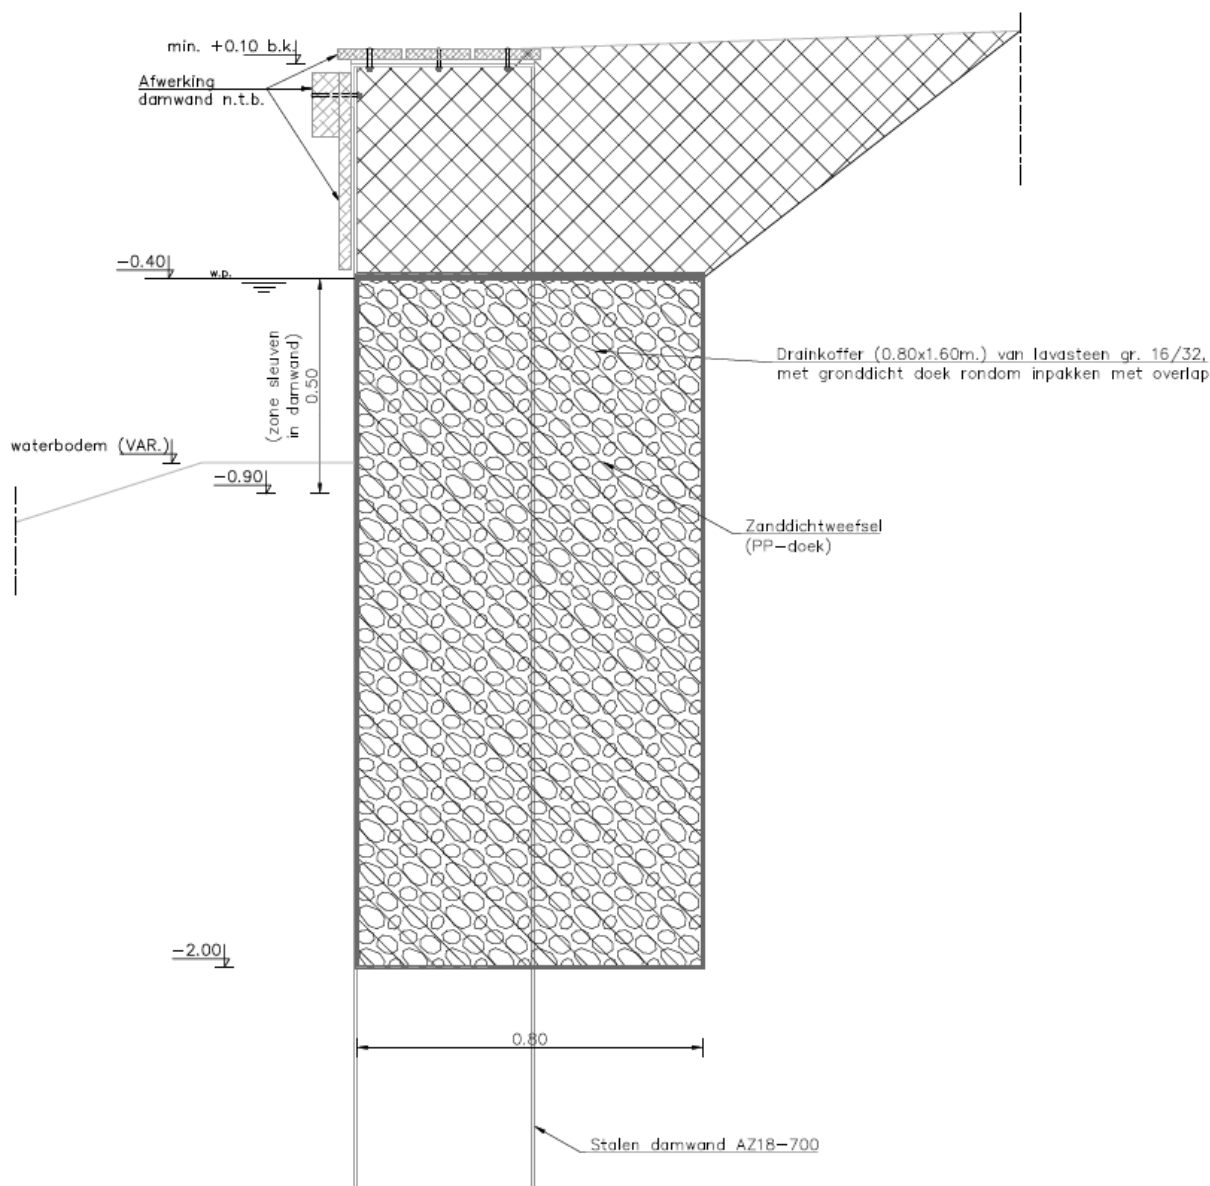 min. +0.10 b.k.
Afwerking
damwand n.t.b.
-0.40
w.p.
(zone sleuven
in damwand)
0.50
Drainkoffer (0.80x1.60m.) van lavasteen gr. 16/32,
met gronddicht doek rondom inpakken met overlap
waterbodem (VAR.)
-0.90
Zanddichtweefsel
(PP-doek)
-2.00
0.80
Stalen damwand AZ18-700